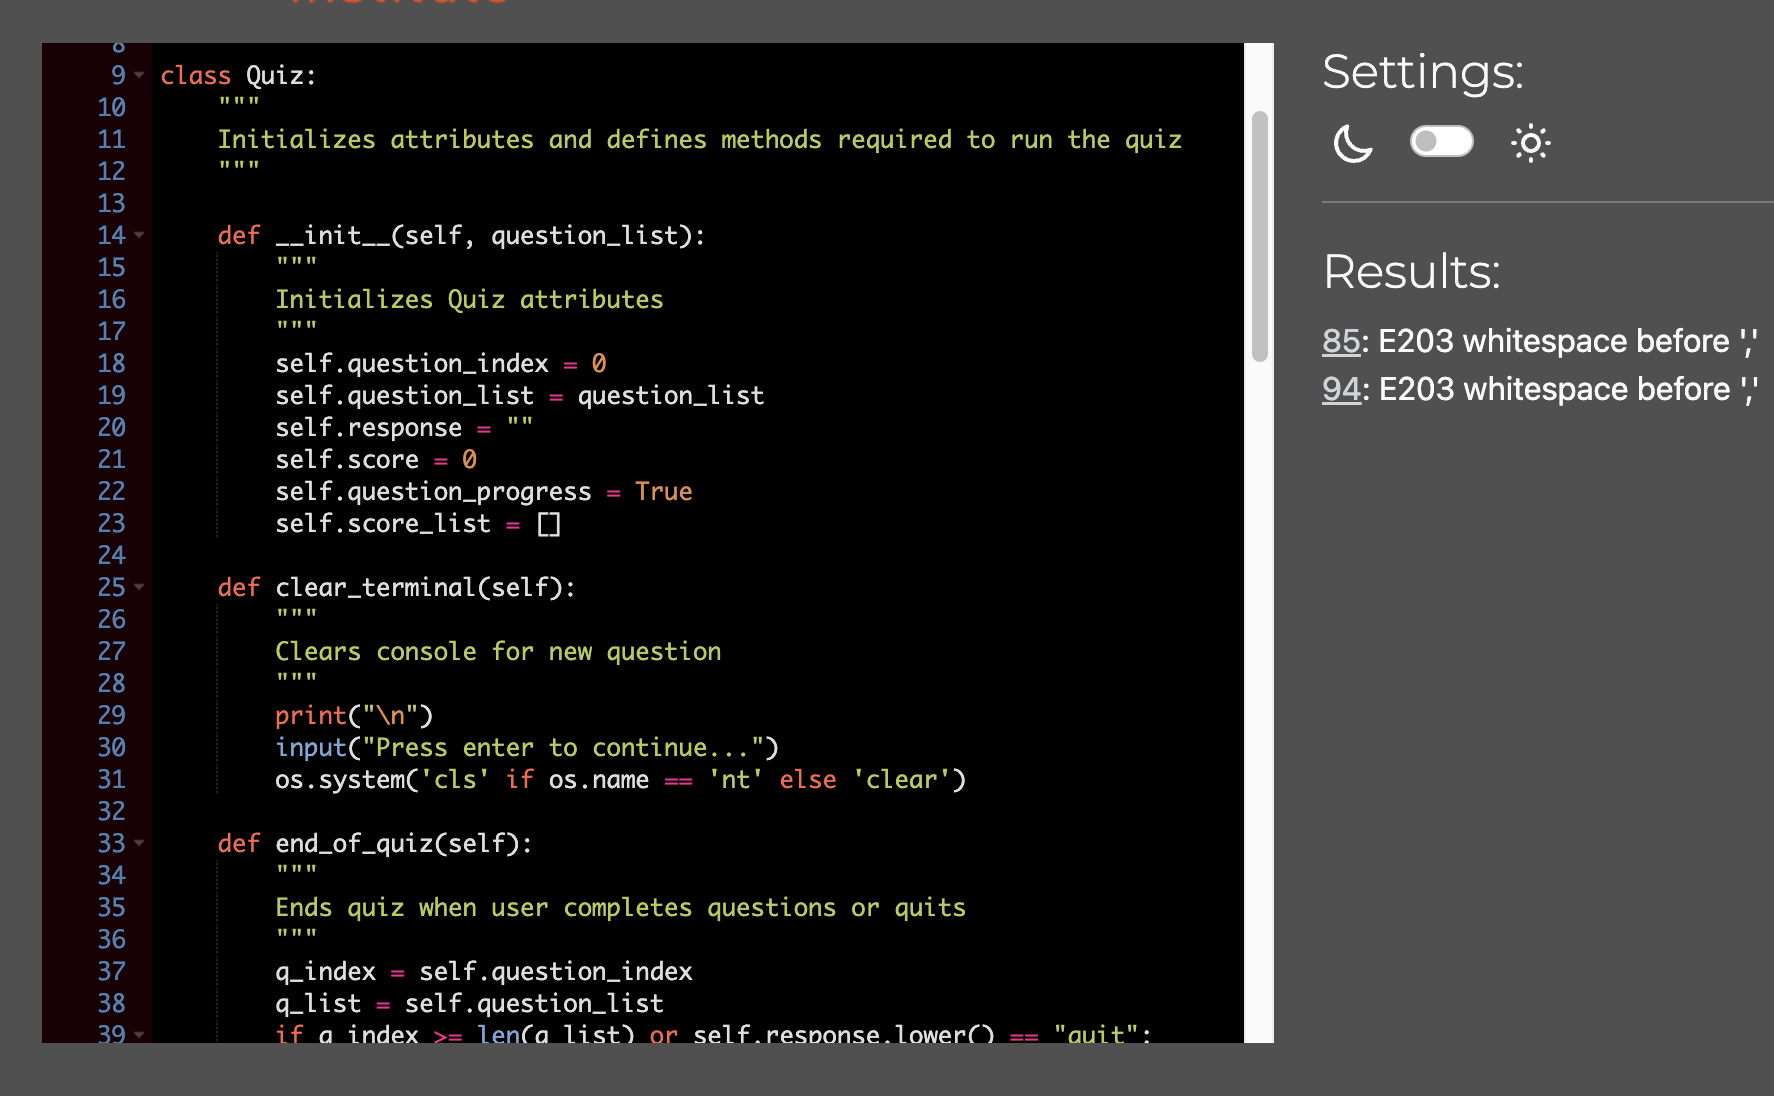 8
9 class Quiz:
10     """
11     Initializes attributes and defines methods required to run the quiz
12     """
13
14     def __init__(self, question_list):
15         """
16         Initializes Quiz attributes
17         """
18         self.question_index = 0
19         self.question_list = question_list
20         self.response = ""
21         self.score = 0
22         self.question_progress = True
23         self.score_list = []
24
25     def clear_terminal(self):
26         """
27         Clears console for new question
28         """
29         print("\n")
30         input("Press enter to continue...")
31         os.system('cls' if os.name == 'nt' else 'clear')
32
33     def end_of_quiz(self):
34         """
35         Ends quiz when user completes questions or quits
36         """
37         q_index = self.question_index
38         q_list = self.question_list
39         if q_index >= len(q_list) or self.response.lower() == "quit":
Settings:
Results:
85: E203 whitespace before ','
94: E203 whitespace before ','